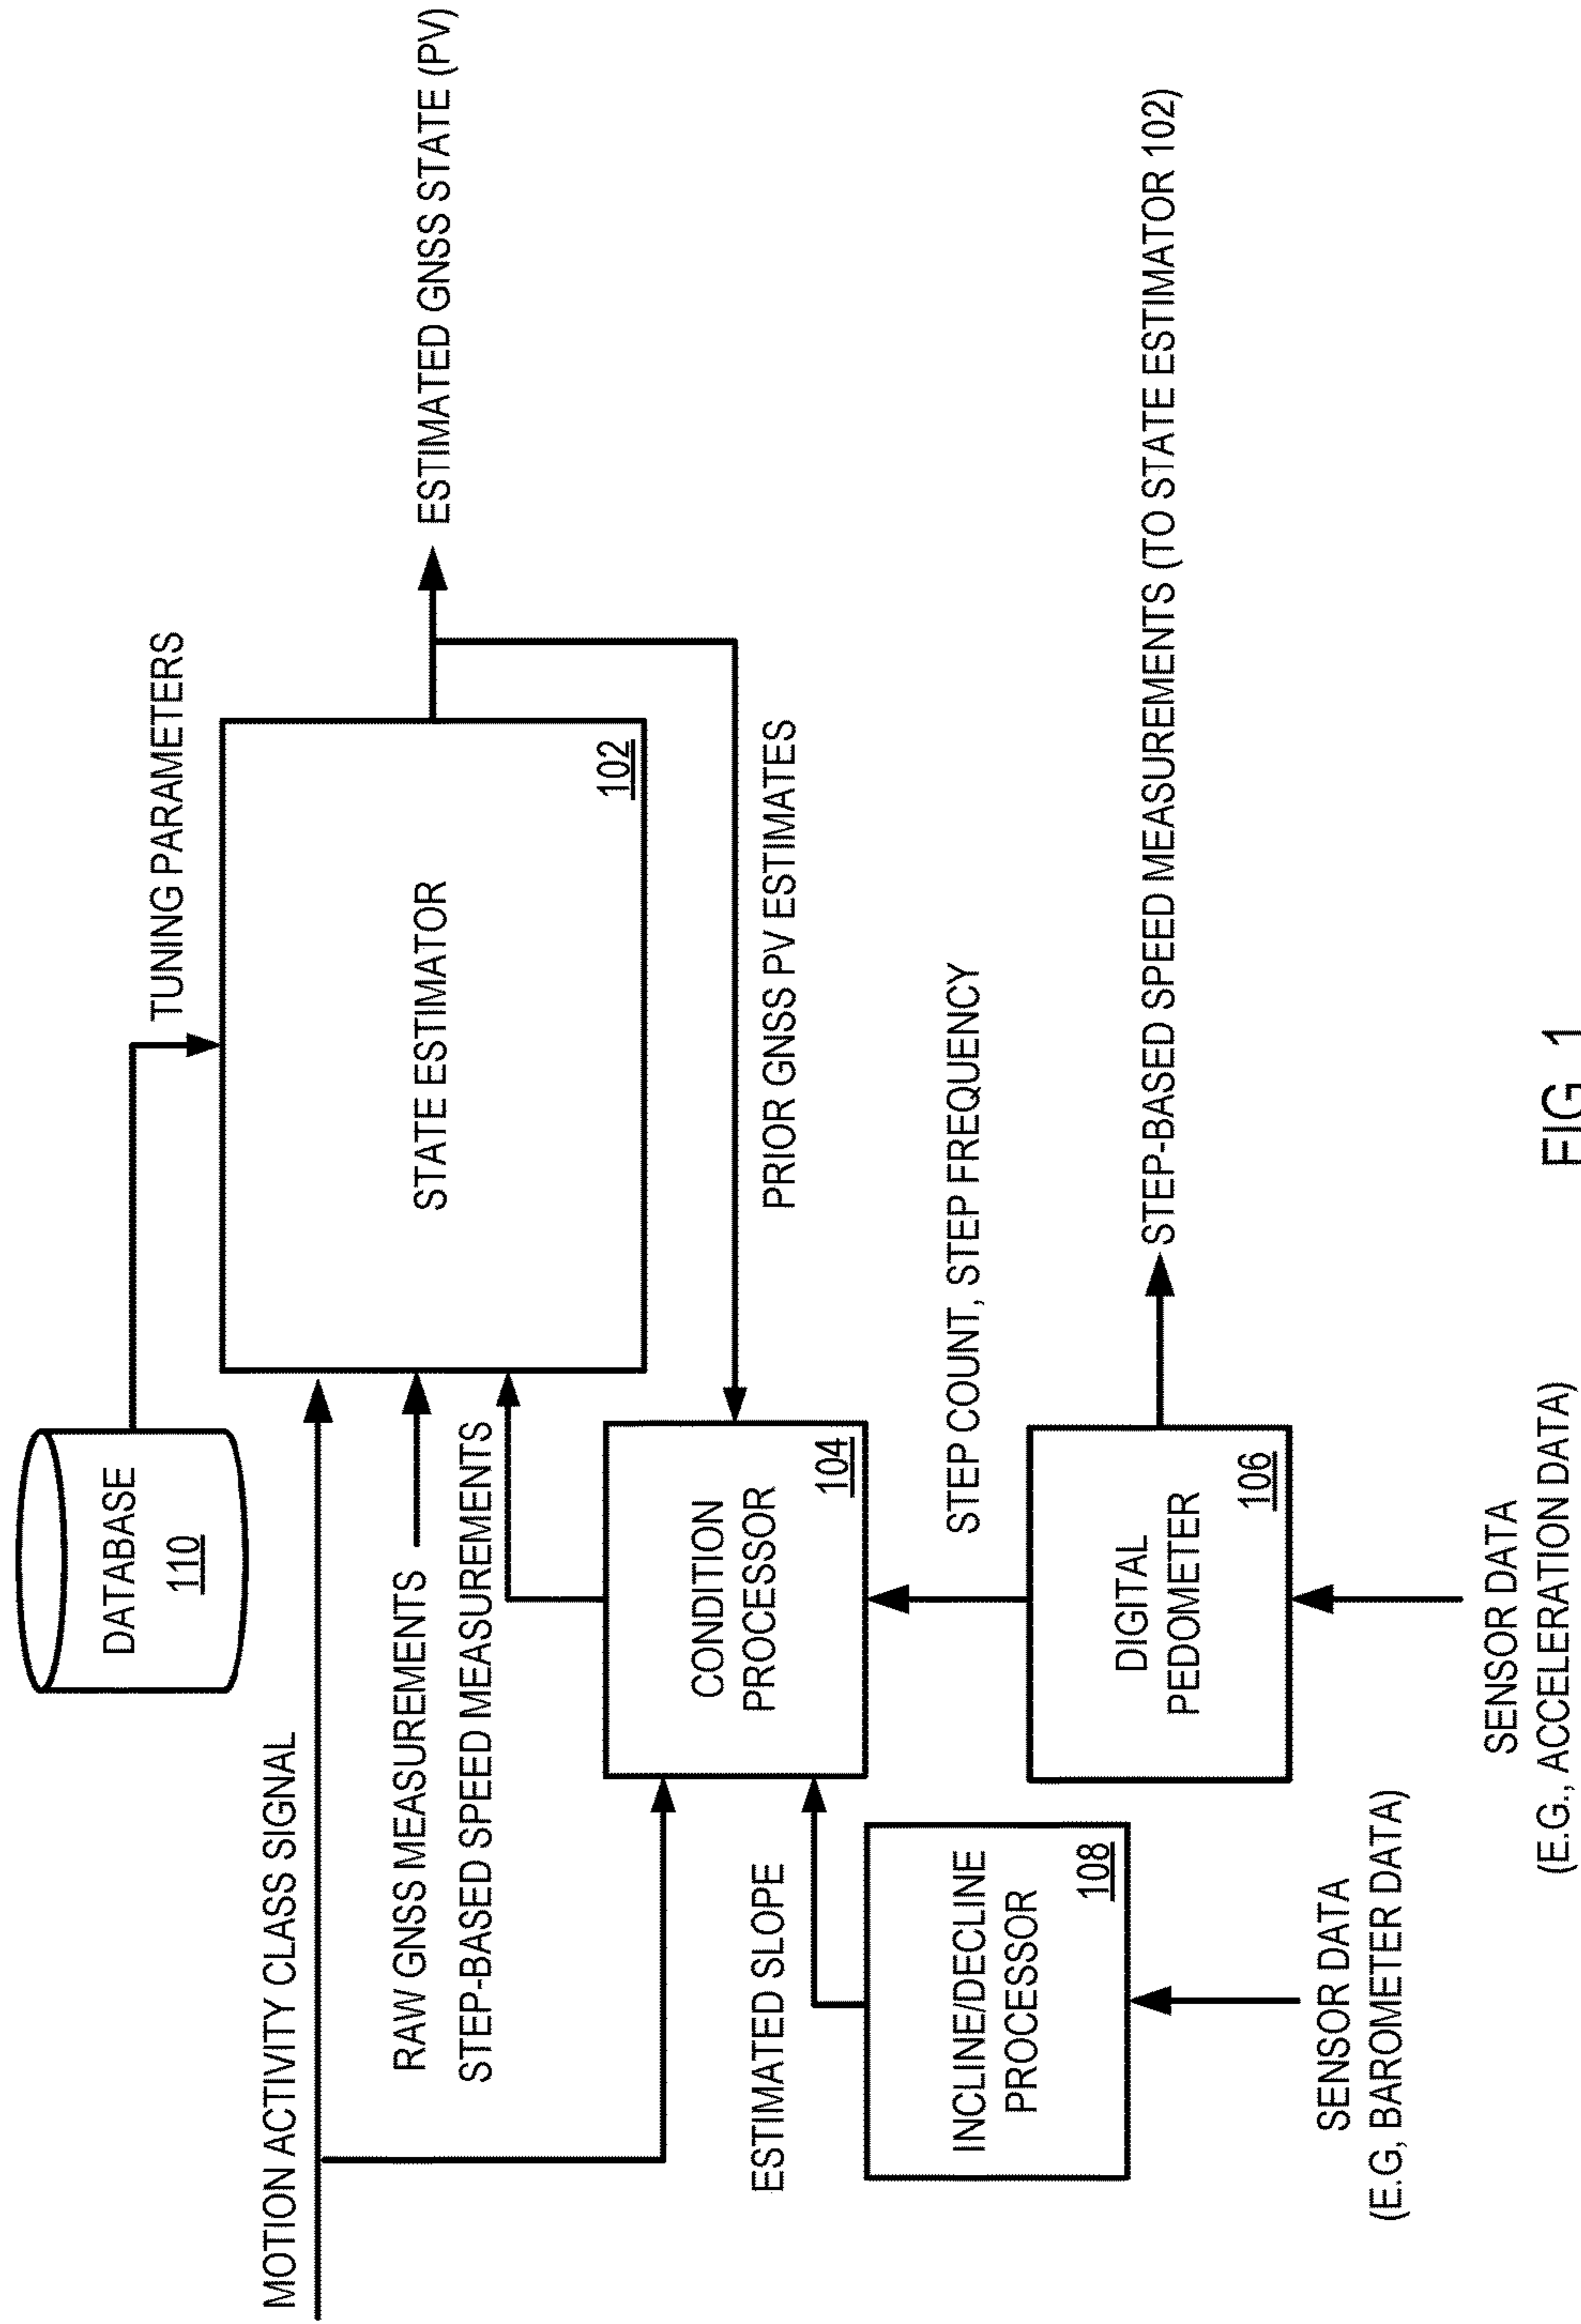 DATABASE
110
TUNING PARAMETERS
MOTION ACTIVITY CLASS SIGNAL
RAW GNSS MEASUREMENTS
STEP-BASED SPEED MEASUREMENTS
STATE ESTIMATOR
102
ESTIMATED GNSS STATE (PV)
PRIOR GNSS PV ESTIMATES
CONDITION
PROCESSOR
104
ESTIMATED SLOPE
STEP COUNT, STEP FREQUENCY
INCLINE/DECLINE
PROCESSOR
108
DIGITAL
PEDOMETER
106
STEP-BASED SPEED MEASUREMENTS (TO STATE ESTIMATOR 102)
SENSOR DATA
(E.G, BAROMETER DATA)
SENSOR DATA
(E.G., ACCELERATION DATA)
FIG. 1